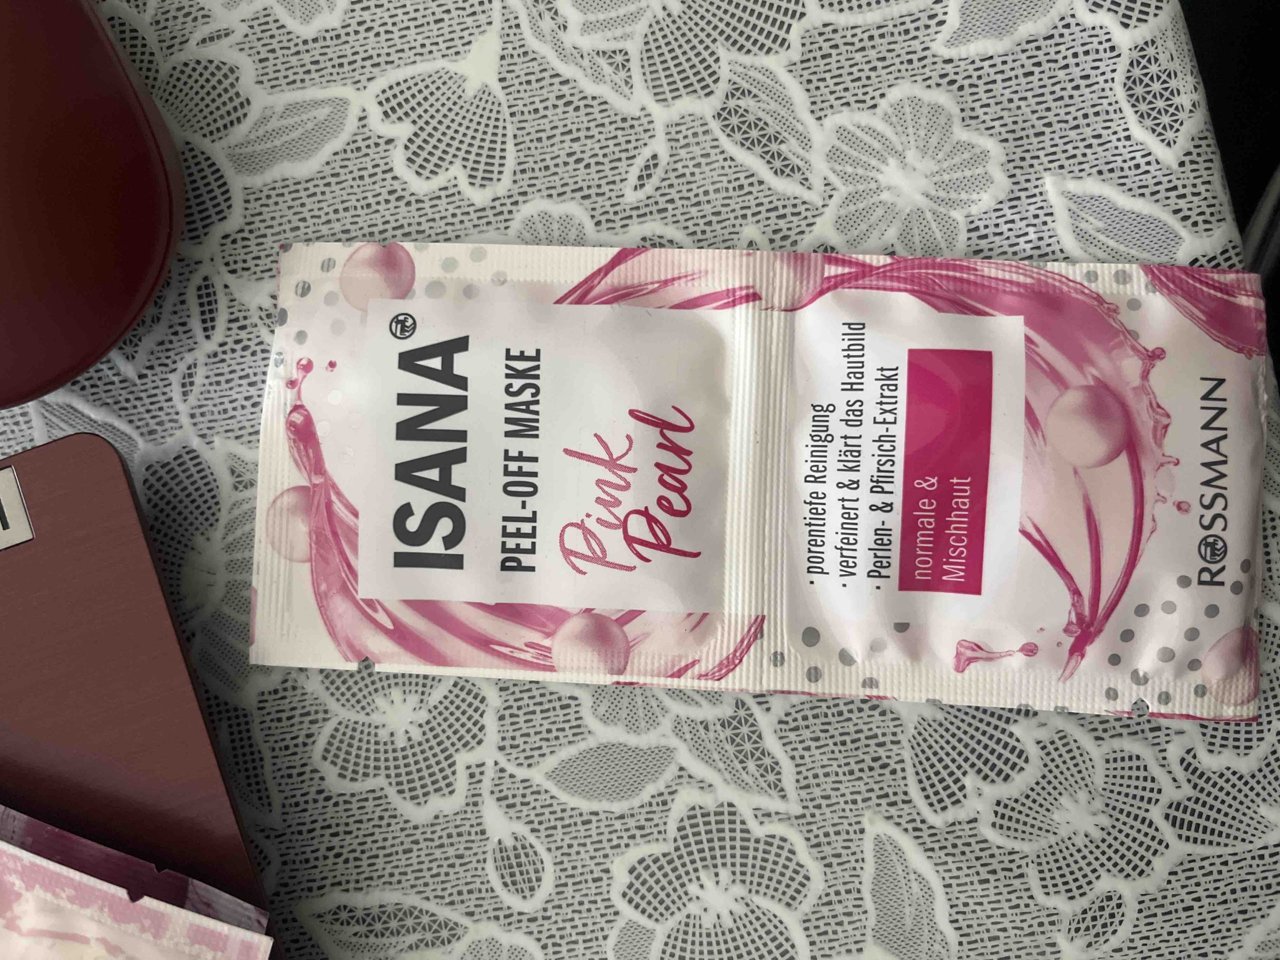 ISANA
PEEL-OFF MASKE
Pink
Pearl
· porentiefe Reinigung
· verfeinert & klärt das Hautbild
· Perlen- & Pfirsich-Extrakt
normale &
Mischhaut
ROSSMANN